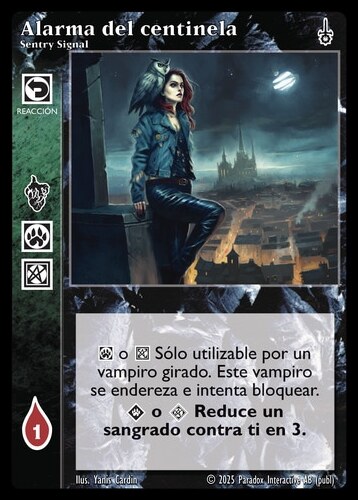 Alarma del centinela
Sentry Signal
REACCIÓN
o Sólo utilizable por un
vampiro girado. Este vampiro
se endereza e intenta bloquear.
o Reduce un
sangrado contra ti en 3.
1
Ilus. Yanis Cardin
© 2025 Paradox Interactive AB (publ)